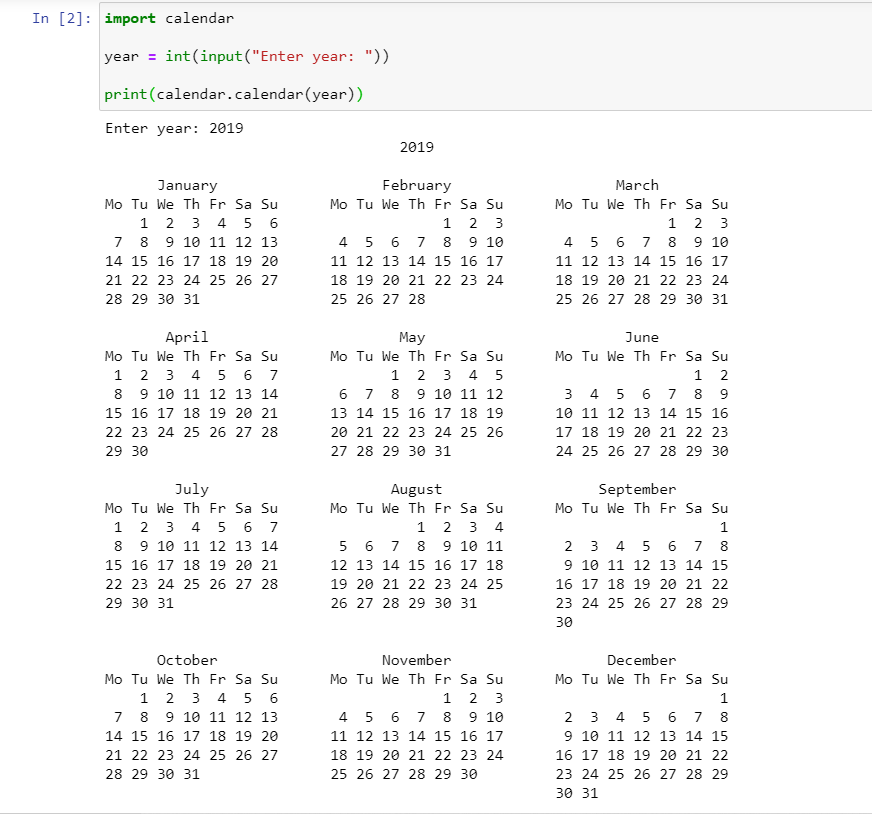 In [2]: import calendar
year = int(input("Enter year: "))
print(calendar.calendar(year))
Enter year: 2019
                                  2019

      January                   February                   March
Mo Tu We Th Fr Sa Su      Mo Tu We Th Fr Sa Su      Mo Tu We Th Fr Sa Su
    1  2  3  4  5  6                   1  2  3                   1  2  3
 7  8  9 10 11 12 13       4  5  6  7  8  9 10       4  5  6  7  8  9 10
14 15 16 17 18 19 20      11 12 13 14 15 16 17      11 12 13 14 15 16 17
21 22 23 24 25 26 27      18 19 20 21 22 23 24      18 19 20 21 22 23 24
28 29 30 31               25 26 27 28               25 26 27 28 29 30 31

       April                      May                       June
Mo Tu We Th Fr Sa Su      Mo Tu We Th Fr Sa Su      Mo Tu We Th Fr Sa Su
 1  2  3  4  5  6  7             1  2  3  4  5                      1  2
 8  9 10 11 12 13 14       6  7  8  9 10 11 12       3  4  5  6  7  8  9
15 16 17 18 19 20 21      13 14 15 16 17 18 19      10 11 12 13 14 15 16
22 23 24 25 26 27 28      20 21 22 23 24 25 26      17 18 19 20 21 22 23
29 30                     27 28 29 30 31            24 25 26 27 28 29 30

        July                     August                  September
Mo Tu We Th Fr Sa Su      Mo Tu We Th Fr Sa Su      Mo Tu We Th Fr Sa Su
 1  2  3  4  5  6  7                1  2  3  4                         1
 8  9 10 11 12 13 14       5  6  7  8  9 10 11       2  3  4  5  6  7  8
15 16 17 18 19 20 21      12 13 14 15 16 17 18       9 10 11 12 13 14 15
22 23 24 25 26 27 28      19 20 21 22 23 24 25      16 17 18 19 20 21 22
29 30 31                  26 27 28 29 30 31         23 24 25 26 27 28 29
                                                    30

      October                   November                  December
Mo Tu We Th Fr Sa Su      Mo Tu We Th Fr Sa Su      Mo Tu We Th Fr Sa Su
    1  2  3  4  5  6                   1  2  3                         1
 7  8  9 10 11 12 13       4  5  6  7  8  9 10       2  3  4  5  6  7  8
14 15 16 17 18 19 20      11 12 13 14 15 16 17       9 10 11 12 13 14 15
21 22 23 24 25 26 27      18 19 20 21 22 23 24      16 17 18 19 20 21 22
28 29 30 31               25 26 27 28 29 30         23 24 25 26 27 28 29
                                                    30 31